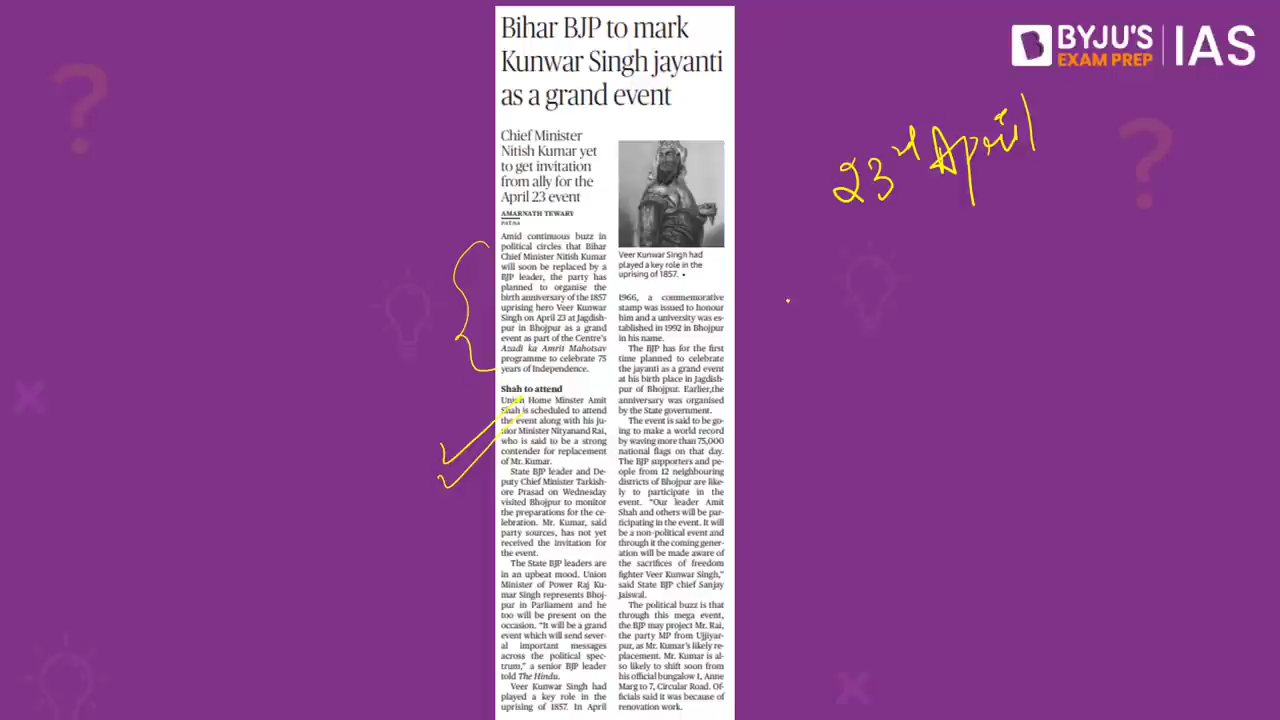 Bihar BJP to mark
Kunwar Singh jayanti
as a grand event
Chief Minister
Nitish Kumar yet
to get invitation
from ally for the
April 23 event
AMARNATH TEWARY
PATNA
Amid continuous buzz in
political circles that Bihar
Chief Minister Nitish Kumar
will soon be replaced by a
BJP leader, the party has
planned to organise the
birth anniversary of the 1857
uprising hero Veer Kunwar
Singh on April 23 at Jagdish-
pur in Bhojpur as a grand
event as part of the Centre's
Azadi ka Amrit Mahotsav
programme to celebrate 75
years of Independence.
Shah to attend
Union Home Minster Amit
Shah is scheduled to attend
the event along with his ju-
nior Minister Nityanand Rai,
who is said to be a strong
contender for replacement
of Mr. Kumar.
State BJP leader and De-
puty Chief Minister Tarkish-
ore Prasad on Wednesday
visited Bhojpur to monitor
the preparations for the ce-
lebration. Mr. Kumar, said
party sources, has not yet
received the invitation for
the event.
The State BJP leaders are
in an upbeat mood. Union
Minister of Power Raj Ku-
mar Singh represents Bhoj-
pur in Parliament and he
too will be present on the
occasion. "It will be a grand
event which will send sever-
al important messages
across the political spec-
trum," a senior BJP leader
told The Hindu.
Veer Kunwar Singh had
played a key role in the
uprising of 1857. In April
Veer Kunwar Singh had
played a key role in the
uprising of 1857. •
1966, a commemorative
stamp was issued to honour
him and a university was es-
tablished in 1992 in Bhojpur
in his name.
The BJP has for the first
time planned to celebrate
the jayanti as a grand event
at his birth place in Jagdish-
pur of Bhojpur. Earlier,the
anniversary was organised
by the State government.
The event is said to be go-
ing to make a world record
by waving more than 75,000
national flags on that day.
The BJP supporters and peo-
ple from 12 neighbouring
districts of Bhojpur are like-
ly to participate in the
event. "Our leader Amit
Shah and others will be par-
ticipating in the event. It will
be a non-political event and
through it the coming gener-
ation will be made aware of
the sacrifices of freedom
fighter Veer Kunwar Singh,"
said State BJP chief Sanjay
Jaiswal.
The political buzz is that
through this mega event,
the BJP may project Mr. Rai,
the party MP from Ujjiyar-
pur, as Mr. Kumar's likely re-
placement. Mr. Kumar is al-
so likely to shift soon from
his official bungalow 1, Anne
Marg to 7, Circular Road. Of-
ficials said it was because of
renovation work.
BYJU'S
EXAM PREP
IAS
23rd April